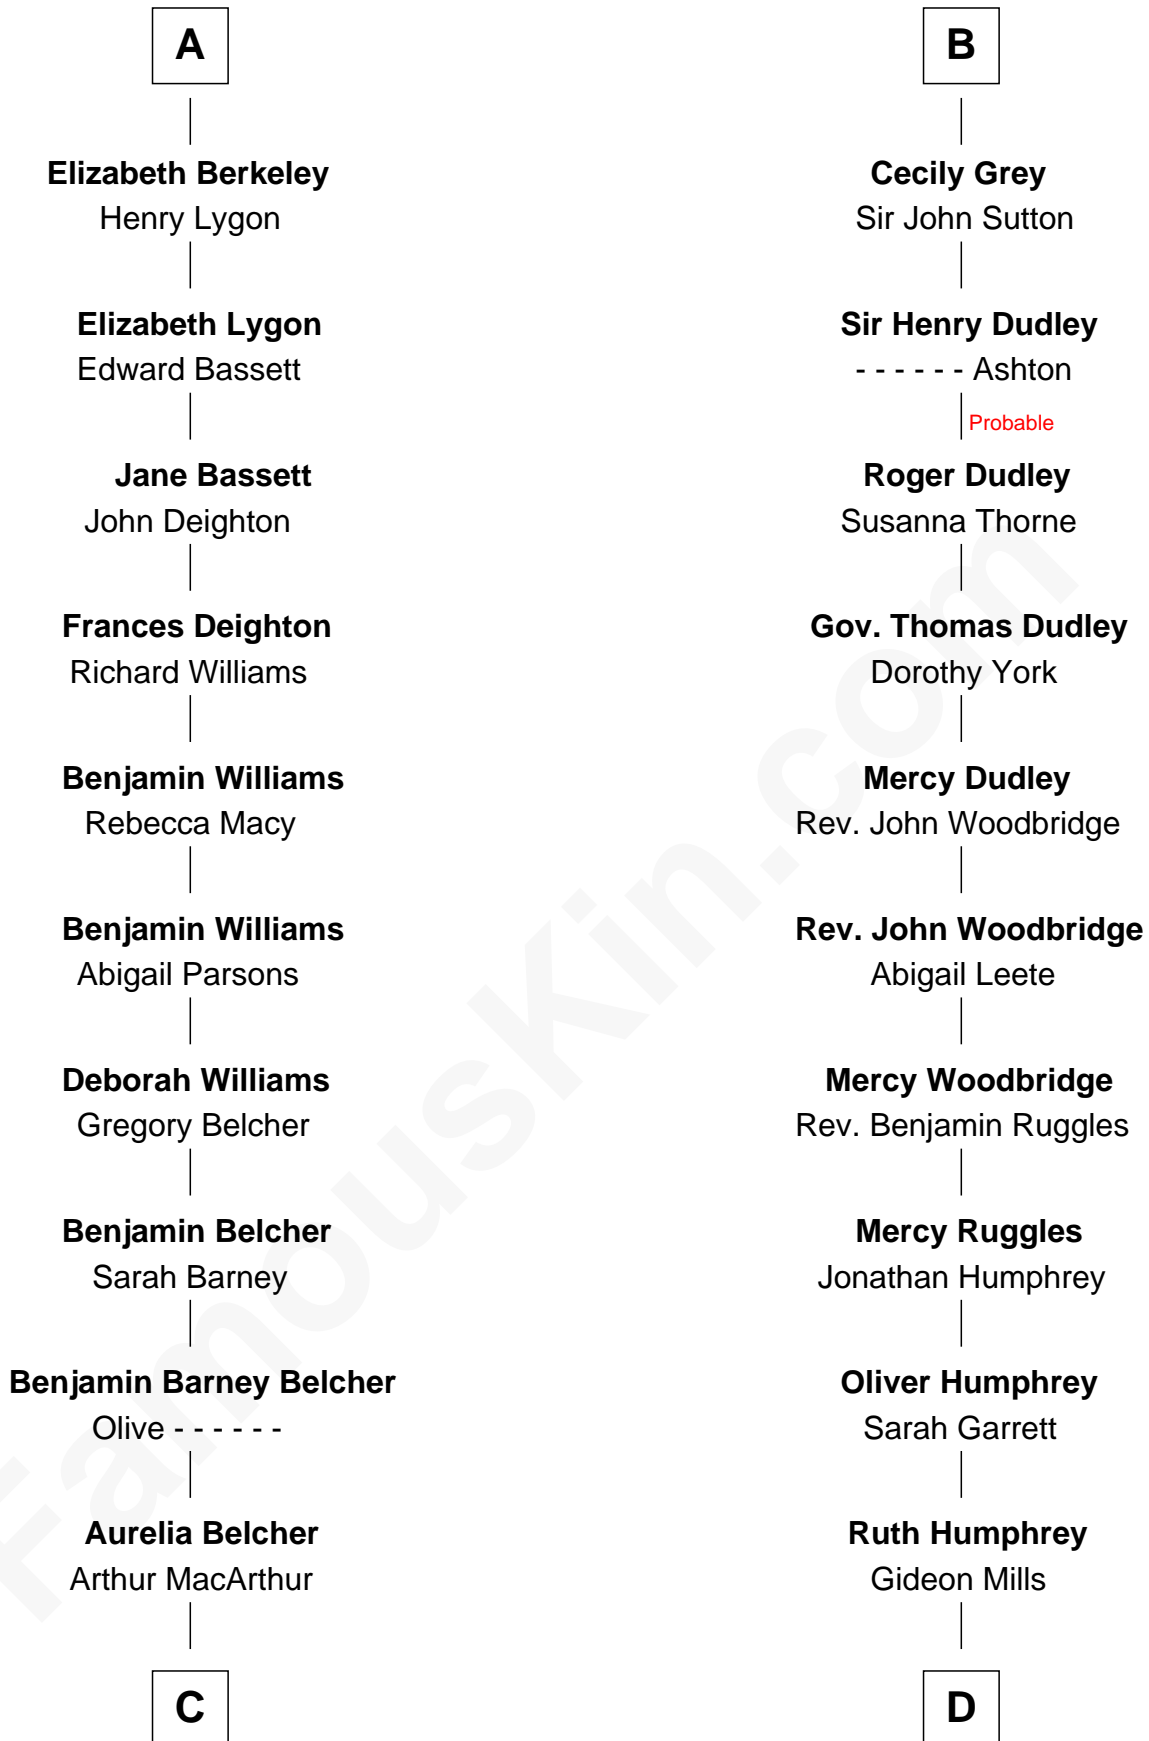 A
Elizabeth Berkeley
Henry Lygon
Elizabeth Lygon
Edward Bassett
Jane Bassett
John Deighton
Frances Deighton
Richard Williams
Benjamin Williams
Rebecca Macy
Benjamin Williams
Abigail Parsons
Deborah Williams
Gregory Belcher
Benjamin Belcher
Sarah Barney
Benjamin Barney Belcher
Olive - - - - - -
Aurelia Belcher
Arthur MacArthur
C
B
Cecily Grey
Sir John Sutton
Sir Henry Dudley
- - - - - - Ashton
Probable
Roger Dudley
Susanna Thorne
Gov. Thomas Dudley
Dorothy York
Mercy Dudley
Rev. John Woodbridge
Rev. John Woodbridge
Abigail Leete
Mercy Woodbridge
Rev. Benjamin Ruggles
Mercy Ruggles
Jonathan Humphrey
Oliver Humphrey
Sarah Garrett
Ruth Humphrey
Gideon Mills
D
FamousKin.com